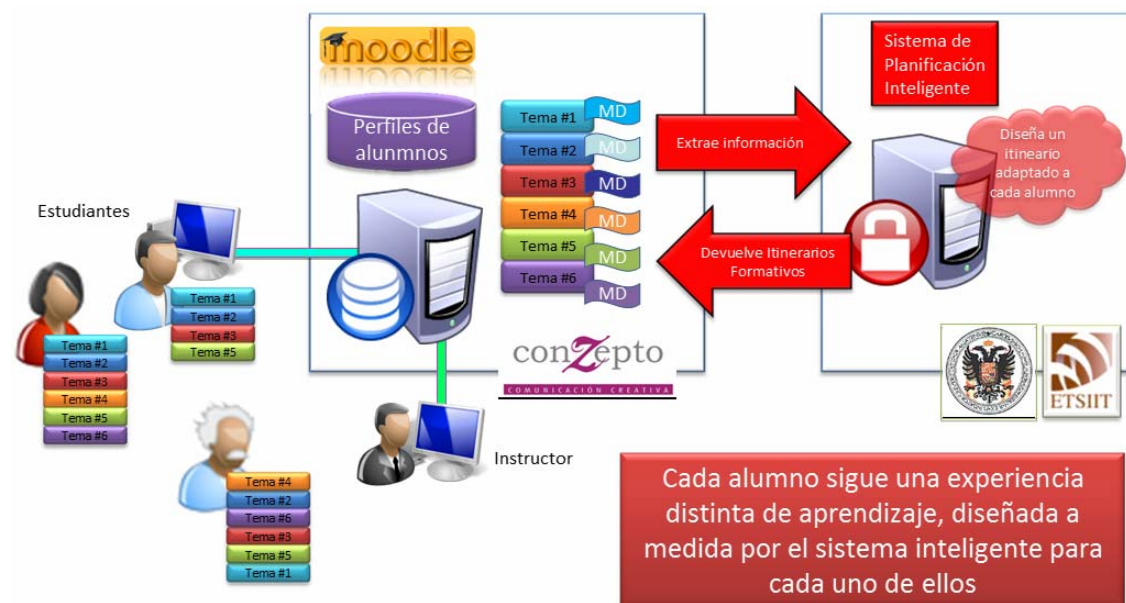 moodle
Perfiles de
alunmnos
Tema #1
MD
Tema #2
MD
Tema #3
MD
Tema #4
MD
Tema #5
MD
Tema #6
MD
Extrae información
Devuelve Itinerarios
Formativos
Sistema de
Planificación
Inteligente
Diseña un
itineario
adaptado a
cada alumno
Estudiantes
Tema #1
Tema #2
Tema #3
Tema #5
Tema #1
Tema #2
Tema #3
Tema #4
Tema #5
Tema #6
Tema #4
Tema #2
Tema #6
Tema #3
Tema #5
Tema #1
Instructor
conZepto
COMUNICACIÓN CREATIVA
ETSIIT
Cada alumno sigue una experiencia
distinta de aprendizaje, diseñada a
medida por el sistema inteligente para
cada uno de ellos